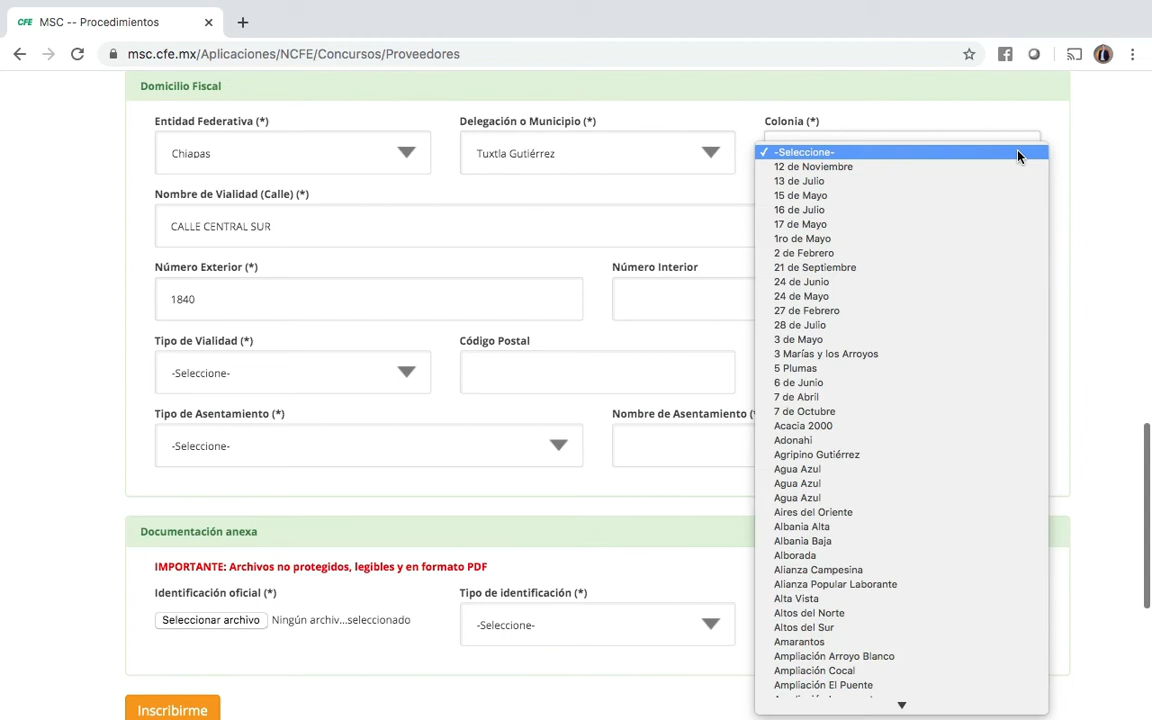 CFE MSC -- Procedimientos
msc.cfe.mx/Aplicaciones/NCFE/Concursos/Proveedores
Domicilio Fiscal
Entidad Federativa (*)
Delegación o Municipio (*)
Colonia (*)
Chiapas
Tuxtla Gutiérrez
Nombre de Vialidad (Calle) (*)
CALLE CENTRAL SUR
Número Exterior (*)
Número Interior
1840
Tipo de Vialidad (*)
Código Postal
-Seleccione-
Tipo de Asentamiento (*)
Nombre de Asentamiento (*
-Seleccione-
Documentación anexa
IMPORTANTE: Archivos no protegidos, legibles y en formato PDF
Identificación oficial (*)
Tipo de identificación (*)
Seleccionar archivo Ningún archiv...seleccionado
-Seleccione-
Inscribirme
✓ -Seleccione-
12 de Noviembre
13 de Julio
15 de Mayo
16 de Julio
17 de Mayo
1ro de Mayo
2 de Febrero
21 de Septiembre
24 de Junio
24 de Mayo
27 de Febrero
28 de Julio
3 de Mayo
3 Marías y los Arroyos
5 Plumas
6 de Junio
7 de Abril
7 de Octubre
Acacia 2000
Adonahi
Agripino Gutiérrez
Agua Azul
Agua Azul
Agua Azul
Aires del Oriente
Albania Alta
Albania Baja
Alborada
Alianza Campesina
Alianza Popular Laborante
Alta Vista
Altos del Norte
Altos del Sur
Amarantos
Ampliación Arroyo Blanco
Ampliación Cocal
Ampliación El Puente